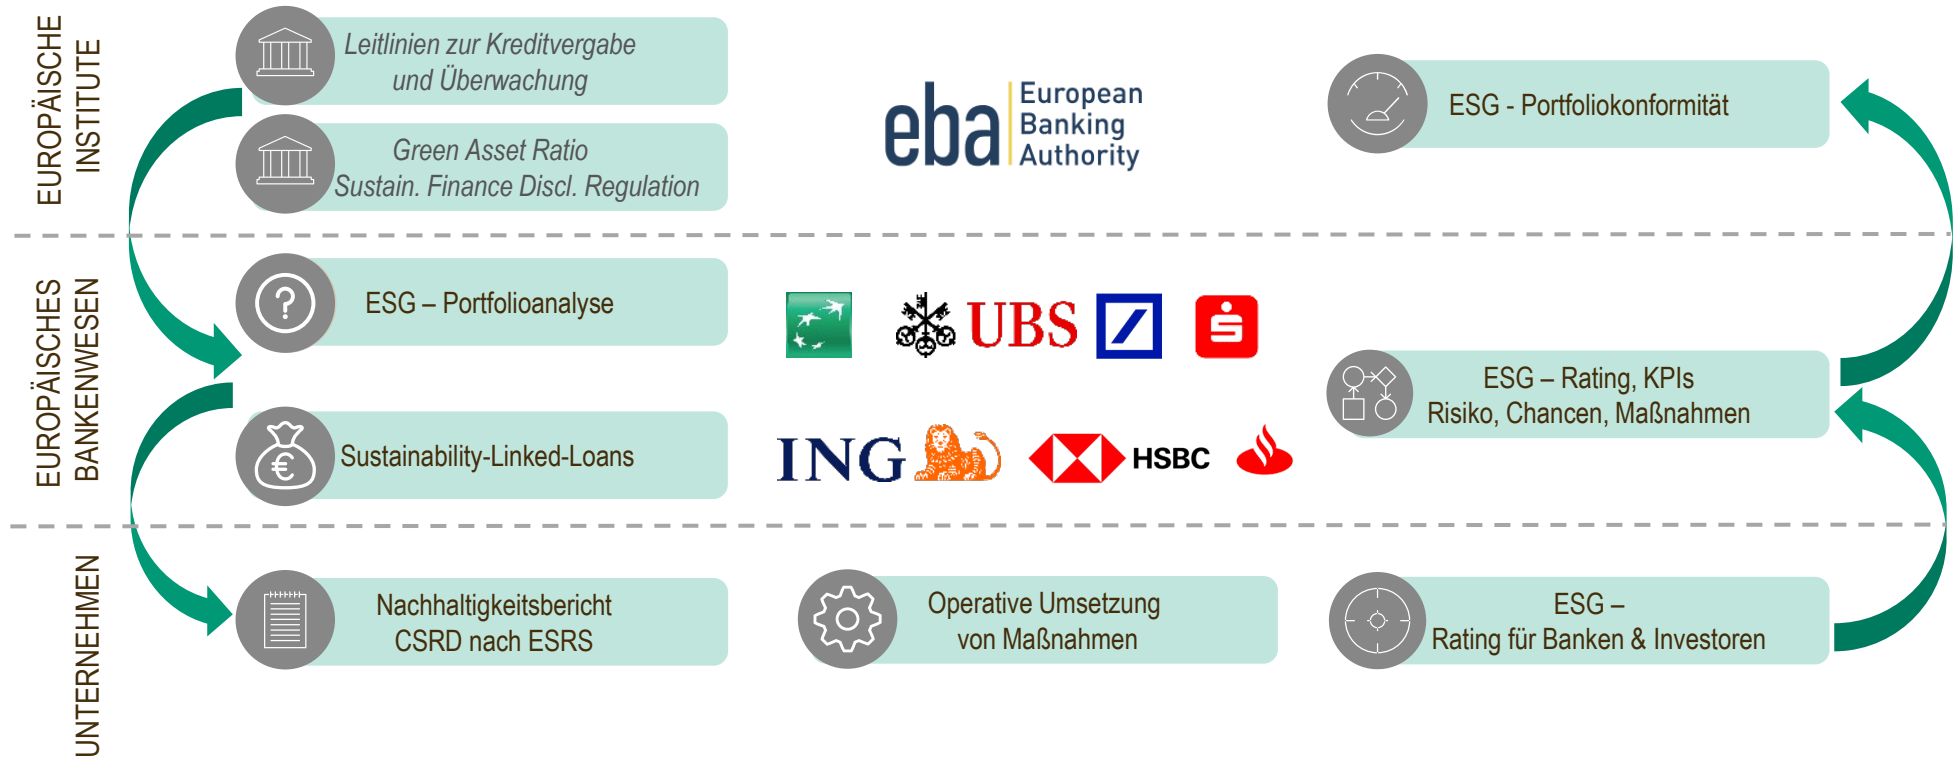 EUROPÄISCHE
INSTITUTE
Leitlinien zur Kreditvergabe
und Überwachung
Green Asset Ratio
Sustain. Finance Discl. Regulation
eba
European
Banking
Authority
ESG - Portfoliokonformität
EUROPÄISCHES
BANKENWESEN
?
ESG – Portfolioanalyse
UBS
S
ESG – Rating, KPIs
Risiko, Chancen, Maßnahmen
€
Sustainability-Linked-Loans
ING
HSBC
UNTERNEHMEN
Nachhaltigkeitsbericht
CSRD nach ESRS
Operative Umsetzung
von Maßnahmen
ESG –
Rating für Banken & Investoren